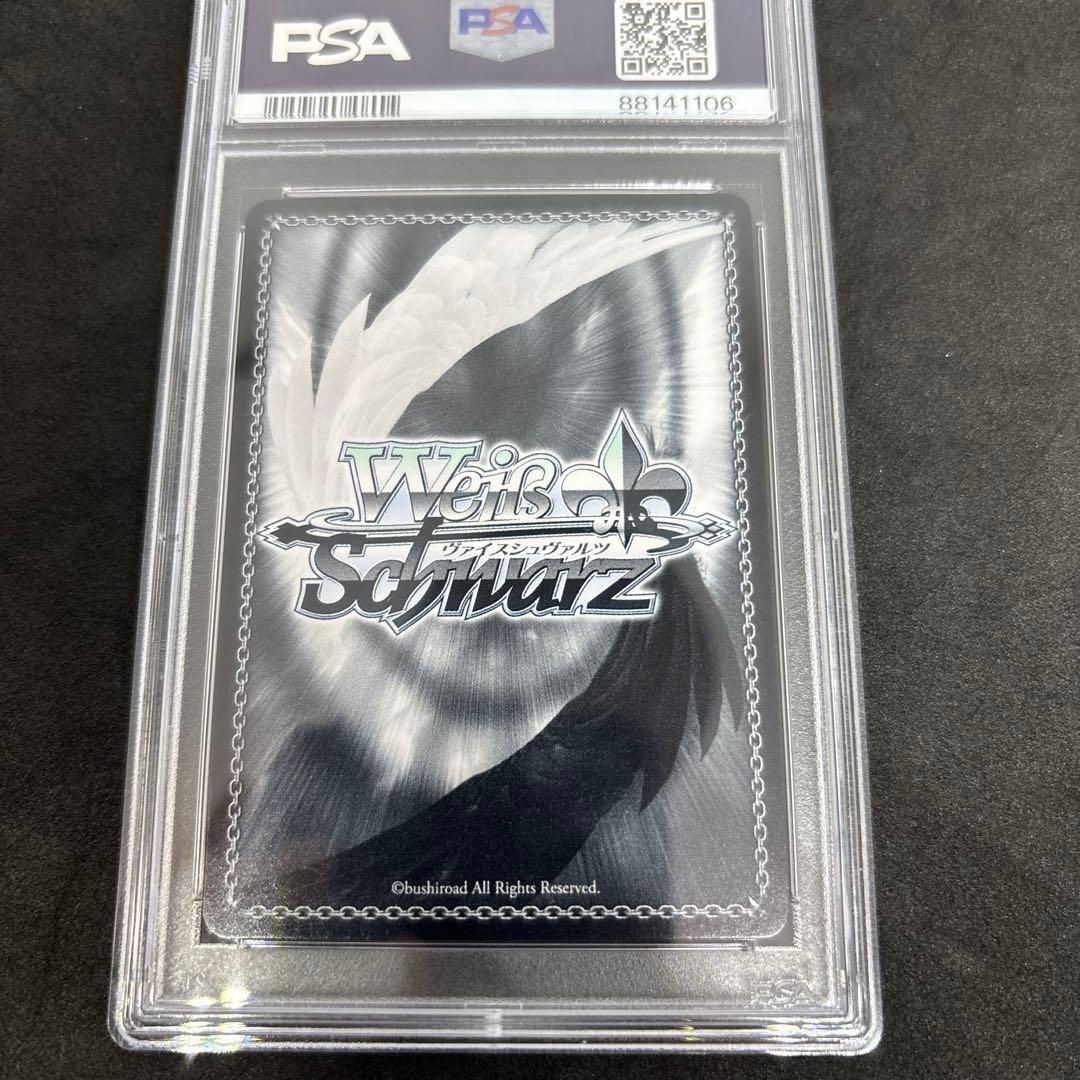 PSA
PSA
88141106
Weiß
ヴァイスシュヴァルツ
Schwarz
©bushiroad All Rights Reserved.
PSA